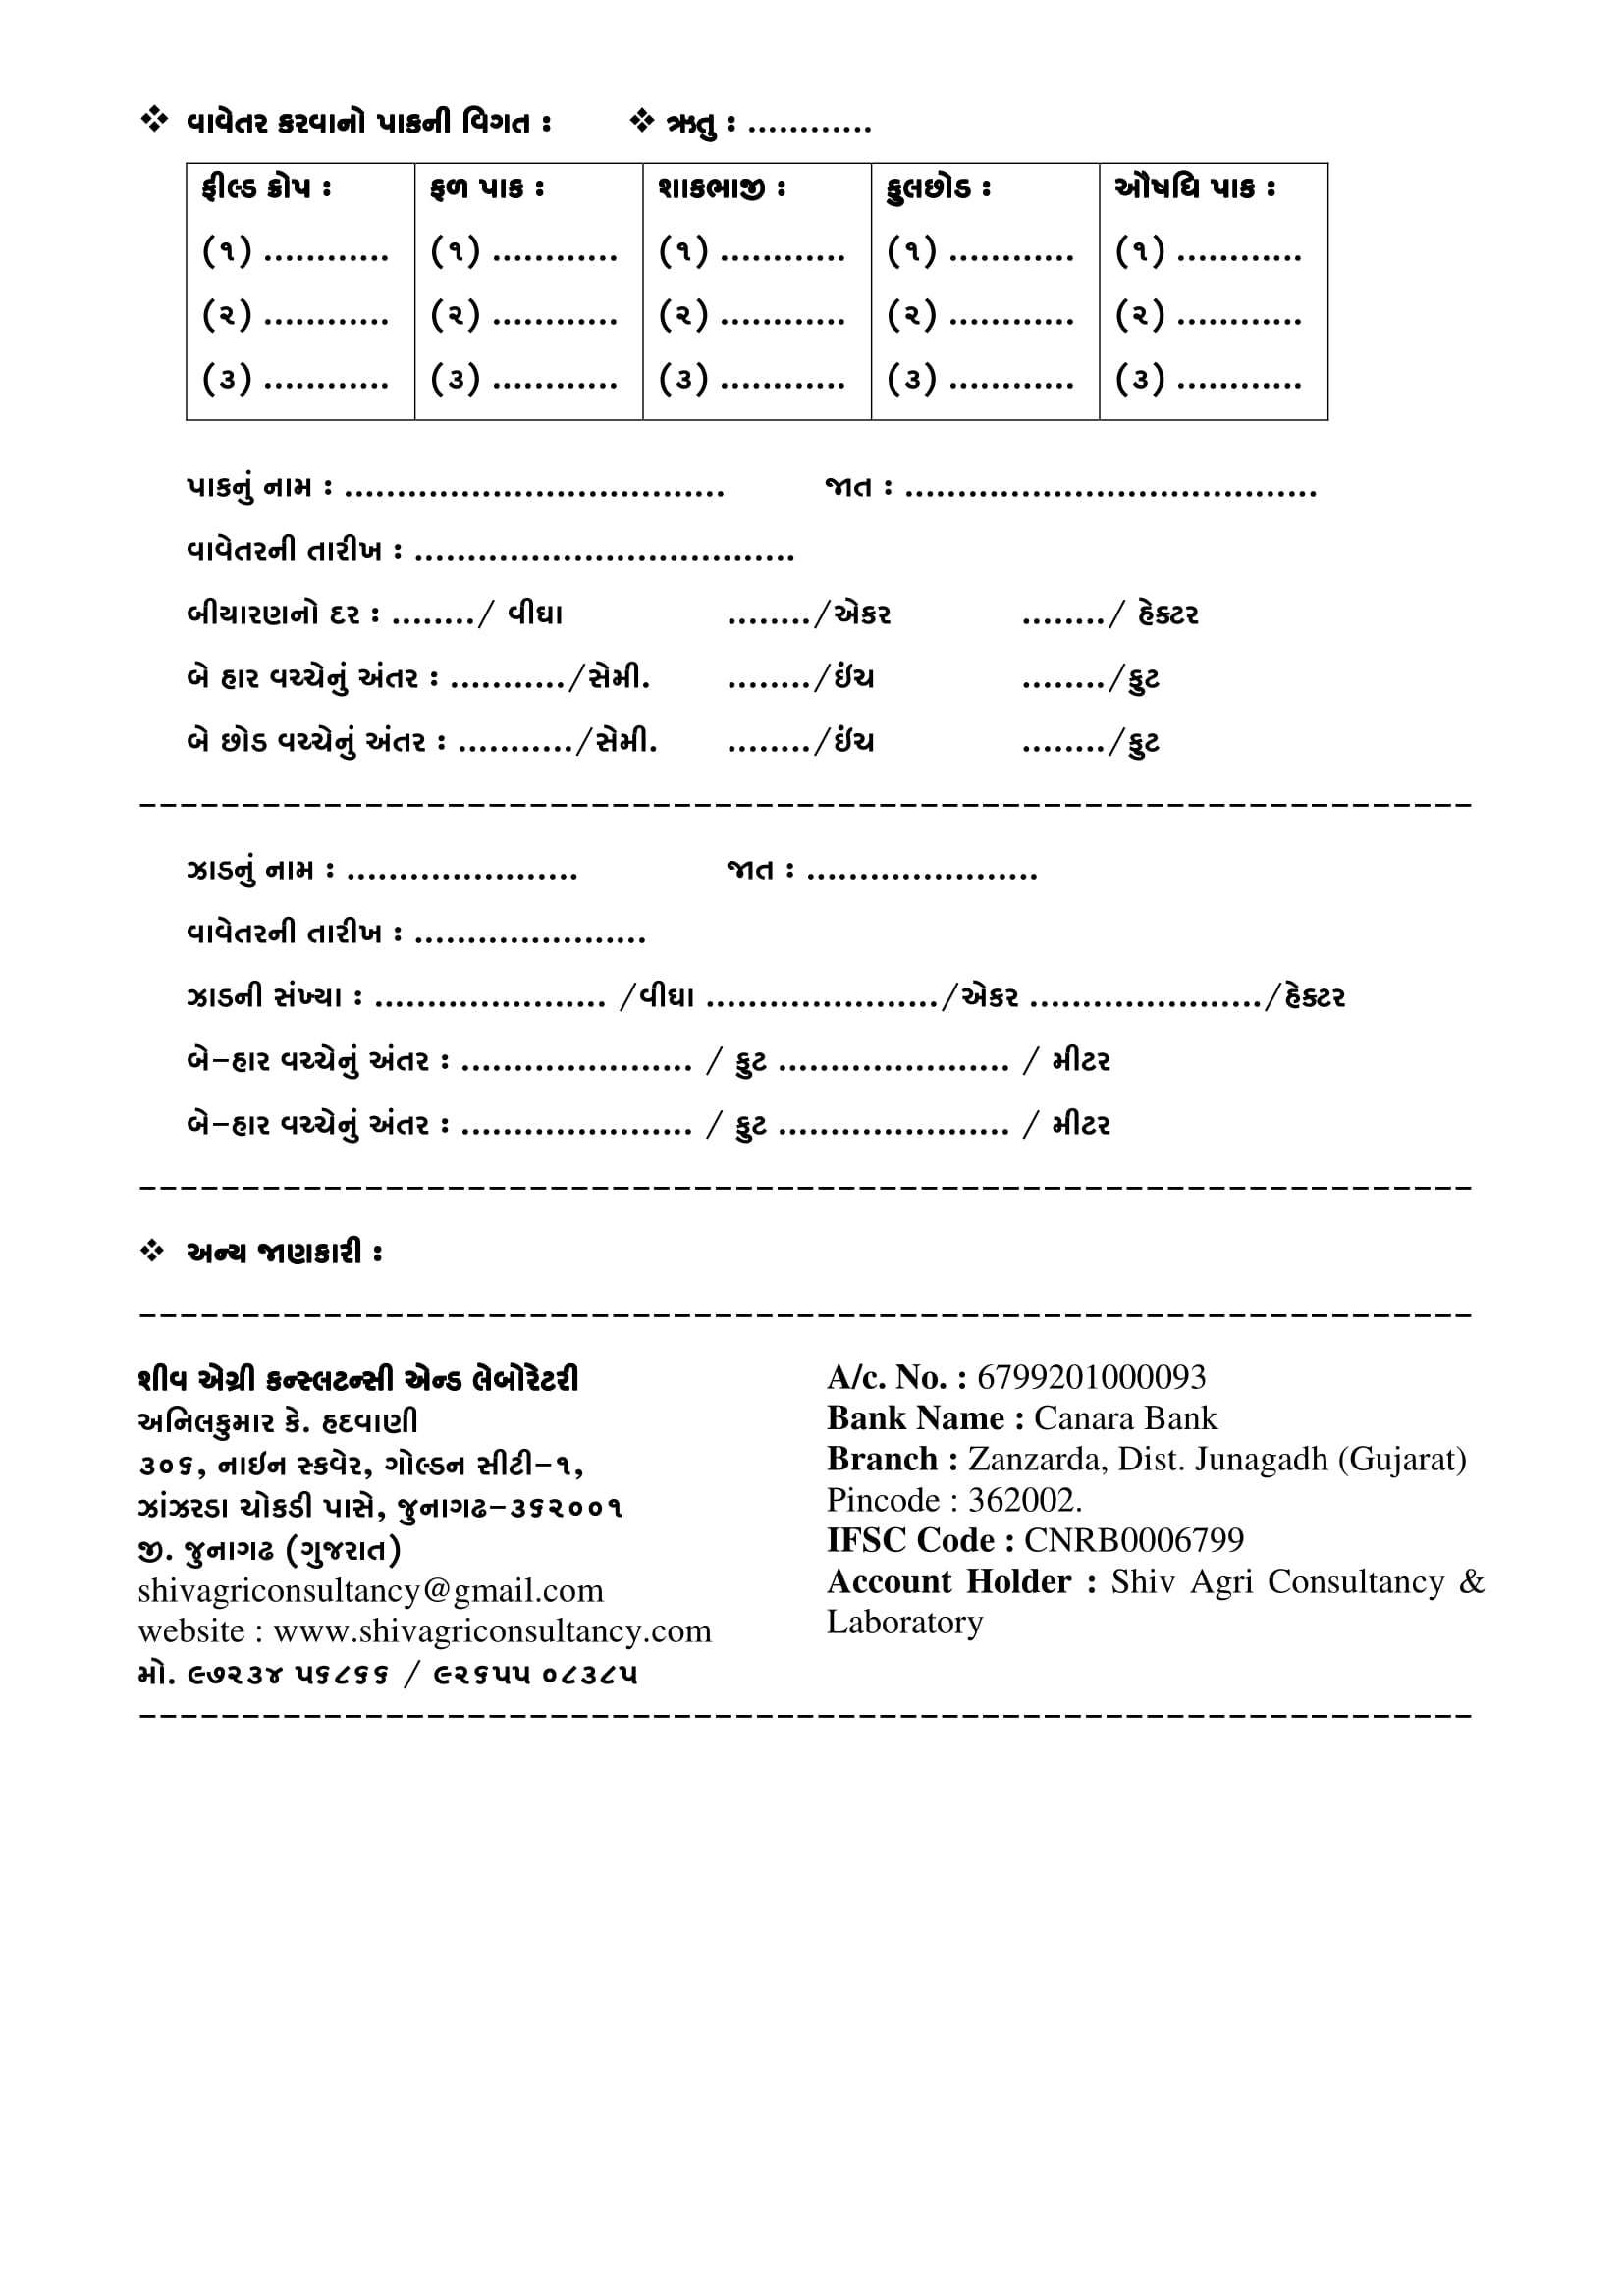 ❖ વાવેતર કરવાનો પાકની વિગત : ❖ ઋતુ : ............
ફીલ્ડ ક્રોપ : ફળ પાક : શાકભાજી : ફુલછોડ : ઔષધિ પાક :
(૧) ............ (૧) ............ (૧) ............ (૧) ............ (૧) ............
(૨) ............ (૨) ............ (૨) ............ (૨) ............ (૨) ............
(૩) ............ (૩) ............ (૩) ............ (૩) ............ (૩) ............
પાકનું નામ : ..................................... જાત : ........................................
વાવેતરની તારીખ : .....................................
બીયારણનો દર : ......../ વીઘા ......../એકર ......../ હેક્ટર
બે હાર વચ્ચેનું અંતર : .........../સેમી. ......../ઇંચ ......../ફુટ
બે છોડ વચ્ચેનું અંતર : .........../સેમી. ......../ઇંચ ......../ફુટ
ઝાડનું નામ : ...................... જાત : ......................
વાવેતરની તારીખ : ......................
ઝાડની સંખ્યા : ...................... /વીઘા ....................../એકર ....................../હેક્ટર
બે-હાર વચ્ચેનું અંતર : ...................... / ફુટ ...................... / મીટર
બે-હાર વચ્ચેનું અંતર : ...................... / ફુટ ...................... / મીટર
❖ અન્ય જાણકારી :
શીવ એગ્રી કન્સ્લટન્સી એન્ડ લેબોરેટરી
અનિલકુમાર કે. હદવાણી
૩૦૬, નાઇન સ્કવેર, ગોલ્ડન સીટી-૧,
ઝાંઝરડા ચોકડી પાસે, જુનાગઢ-૩૬૨૦૦૧
જી. જુનાગઢ (ગુજરાત)
shivagriconsultancy@gmail.com
website : www.shivagriconsultancy.com
મો. ૯૭૨૩૪ ૫૬૮૬૬ / ૯૨૬૫૫ ૦૮૩૮૫
A/c. No. : 6799201000093
Bank Name : Canara Bank
Branch : Zanzarda, Dist. Junagadh (Gujarat)
Pincode : 362002.
IFSC Code : CNRB0006799
Account Holder : Shiv Agri Consultancy &
Laboratory